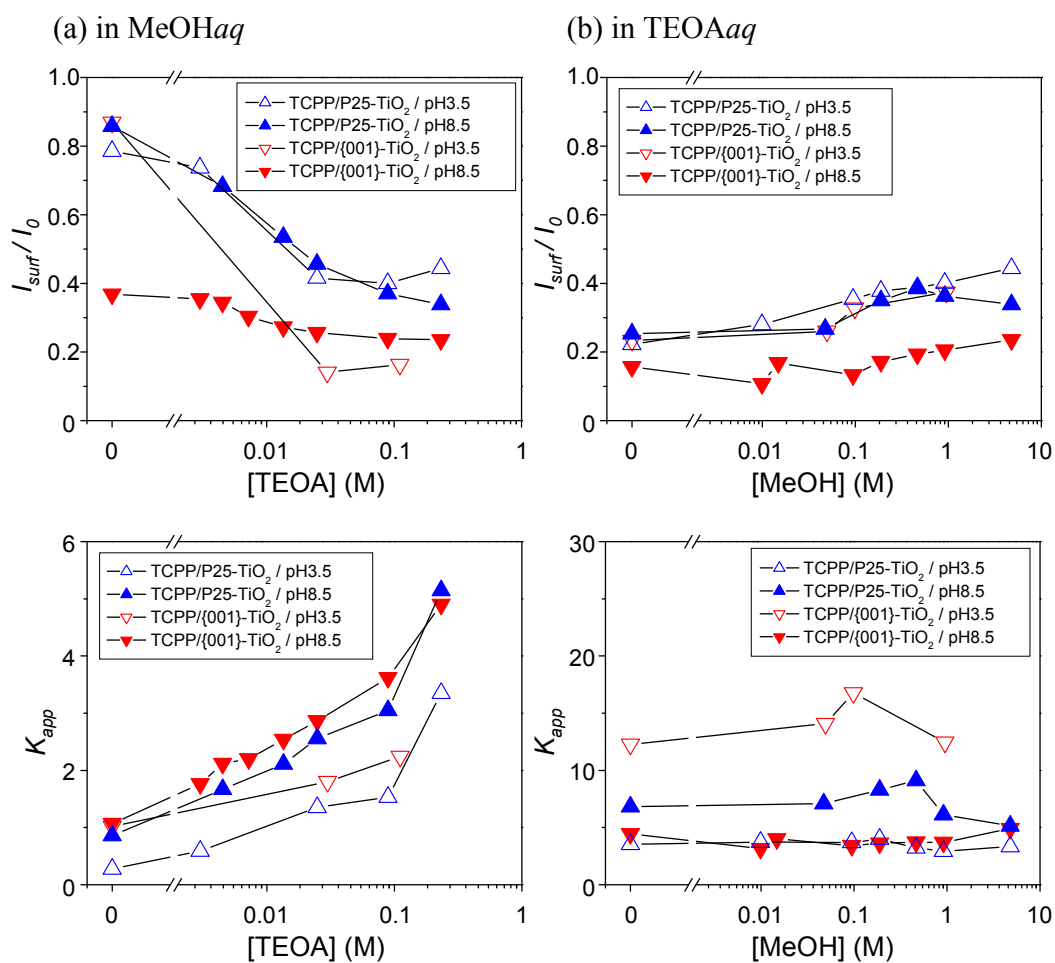 (a) in MeOHaq
(b) in TEOAaq
1.0
0.8
0.6
0.4
0.2
0
I_surf / I_0
TCPP/P25-TiO₂ / pH3.5
TCPP/P25-TiO₂ / pH8.5
TCPP/{001}-TiO₂ / pH3.5
TCPP/{001}-TiO₂ / pH8.5
0 0.01 0.1 1
[TEOA] (M)
1.0
0.8
0.6
0.4
0.2
0
I_surf / I_0
TCPP/P25-TiO₂ / pH3.5
TCPP/P25-TiO₂ / pH8.5
TCPP/{001}-TiO₂ / pH3.5
TCPP/{001}-TiO₂ / pH8.5
0 0.01 0.1 1 10
[MeOH] (M)
6
4
2
0
K_app
TCPP/P25-TiO₂ / pH3.5
TCPP/P25-TiO₂ / pH8.5
TCPP/{001}-TiO₂ / pH3.5
TCPP/{001}-TiO₂ / pH8.5
0 0.01 0.1 1
[TEOA] (M)
30
20
10
0
K_app
TCPP/P25-TiO₂ / pH3.5
TCPP/P25-TiO₂ / pH8.5
TCPP/{001}-TiO₂ / pH3.5
TCPP/{001}-TiO₂ / pH8.5
0 0.01 0.1 1 10
[MeOH] (M)